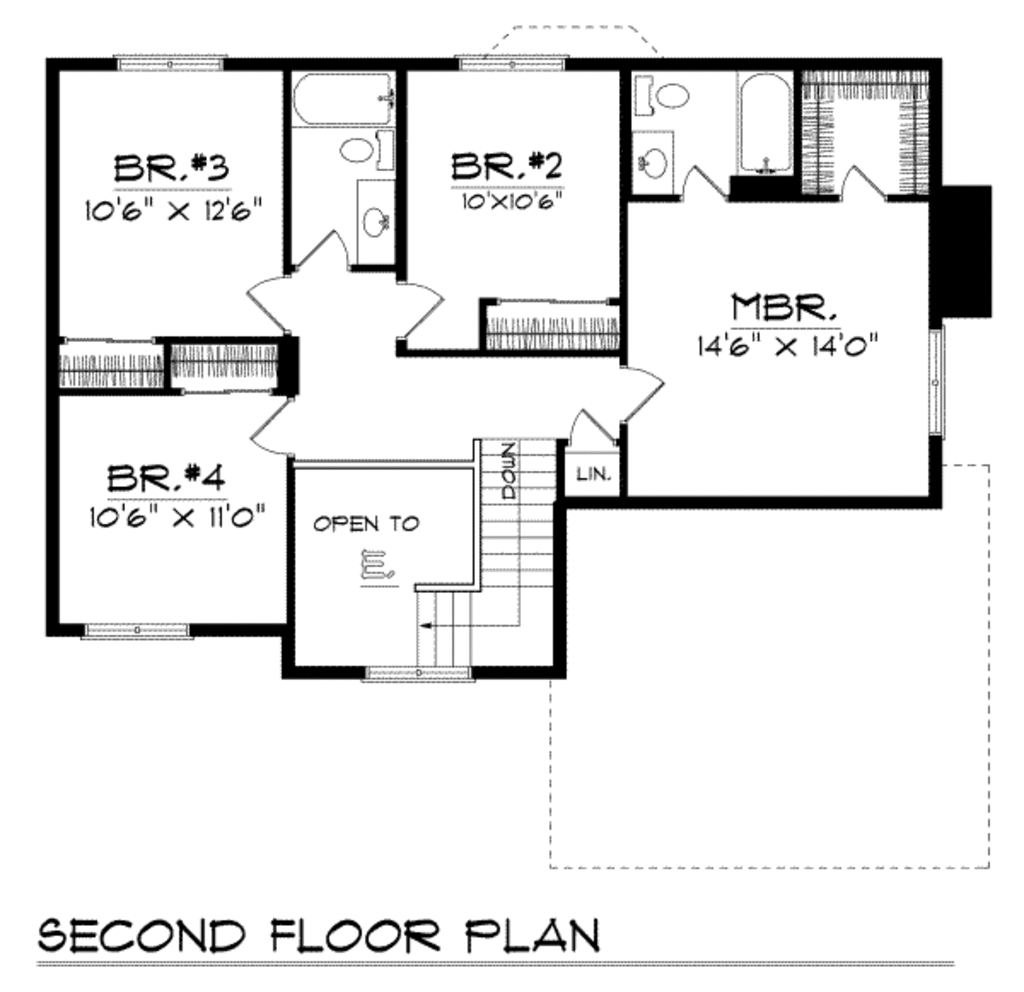 BR.#3
10'6" X 12'6"
BR.#2
10'X10'6"
MBR.
14'6" X 14'0"
BR.#4
10'6" X 11'0"
OPEN TO
E.
DOWN
LIN.
SECOND FLOOR PLAN